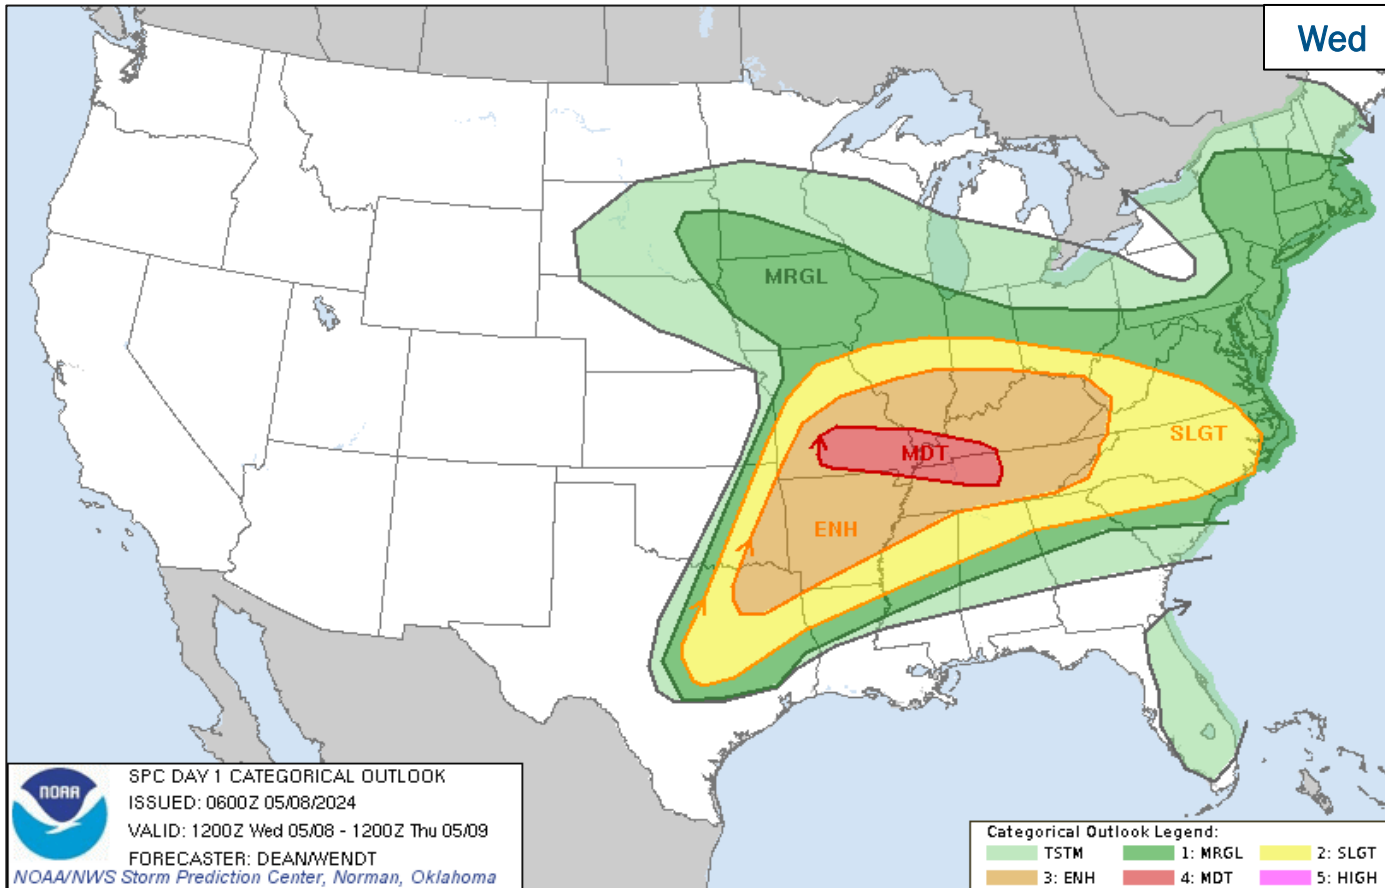 Wed
MRGL
SLGT
MDT
ENH
NOAA
SPC DAY 1 CATEGORICAL OUTLOOK
ISSUED: 0600Z 05/08/2024
VALID: 1200Z Wed 05/08 - 1200Z Thu 05/09
FORECASTER: DEAN/WENDT
NOAA/NWS Storm Prediction Center, Norman, Oklahoma
Categorical Outlook Legend:
TSTM 1: MRGL 2: SLGT
3: ENH 4: MDT 5: HIGH